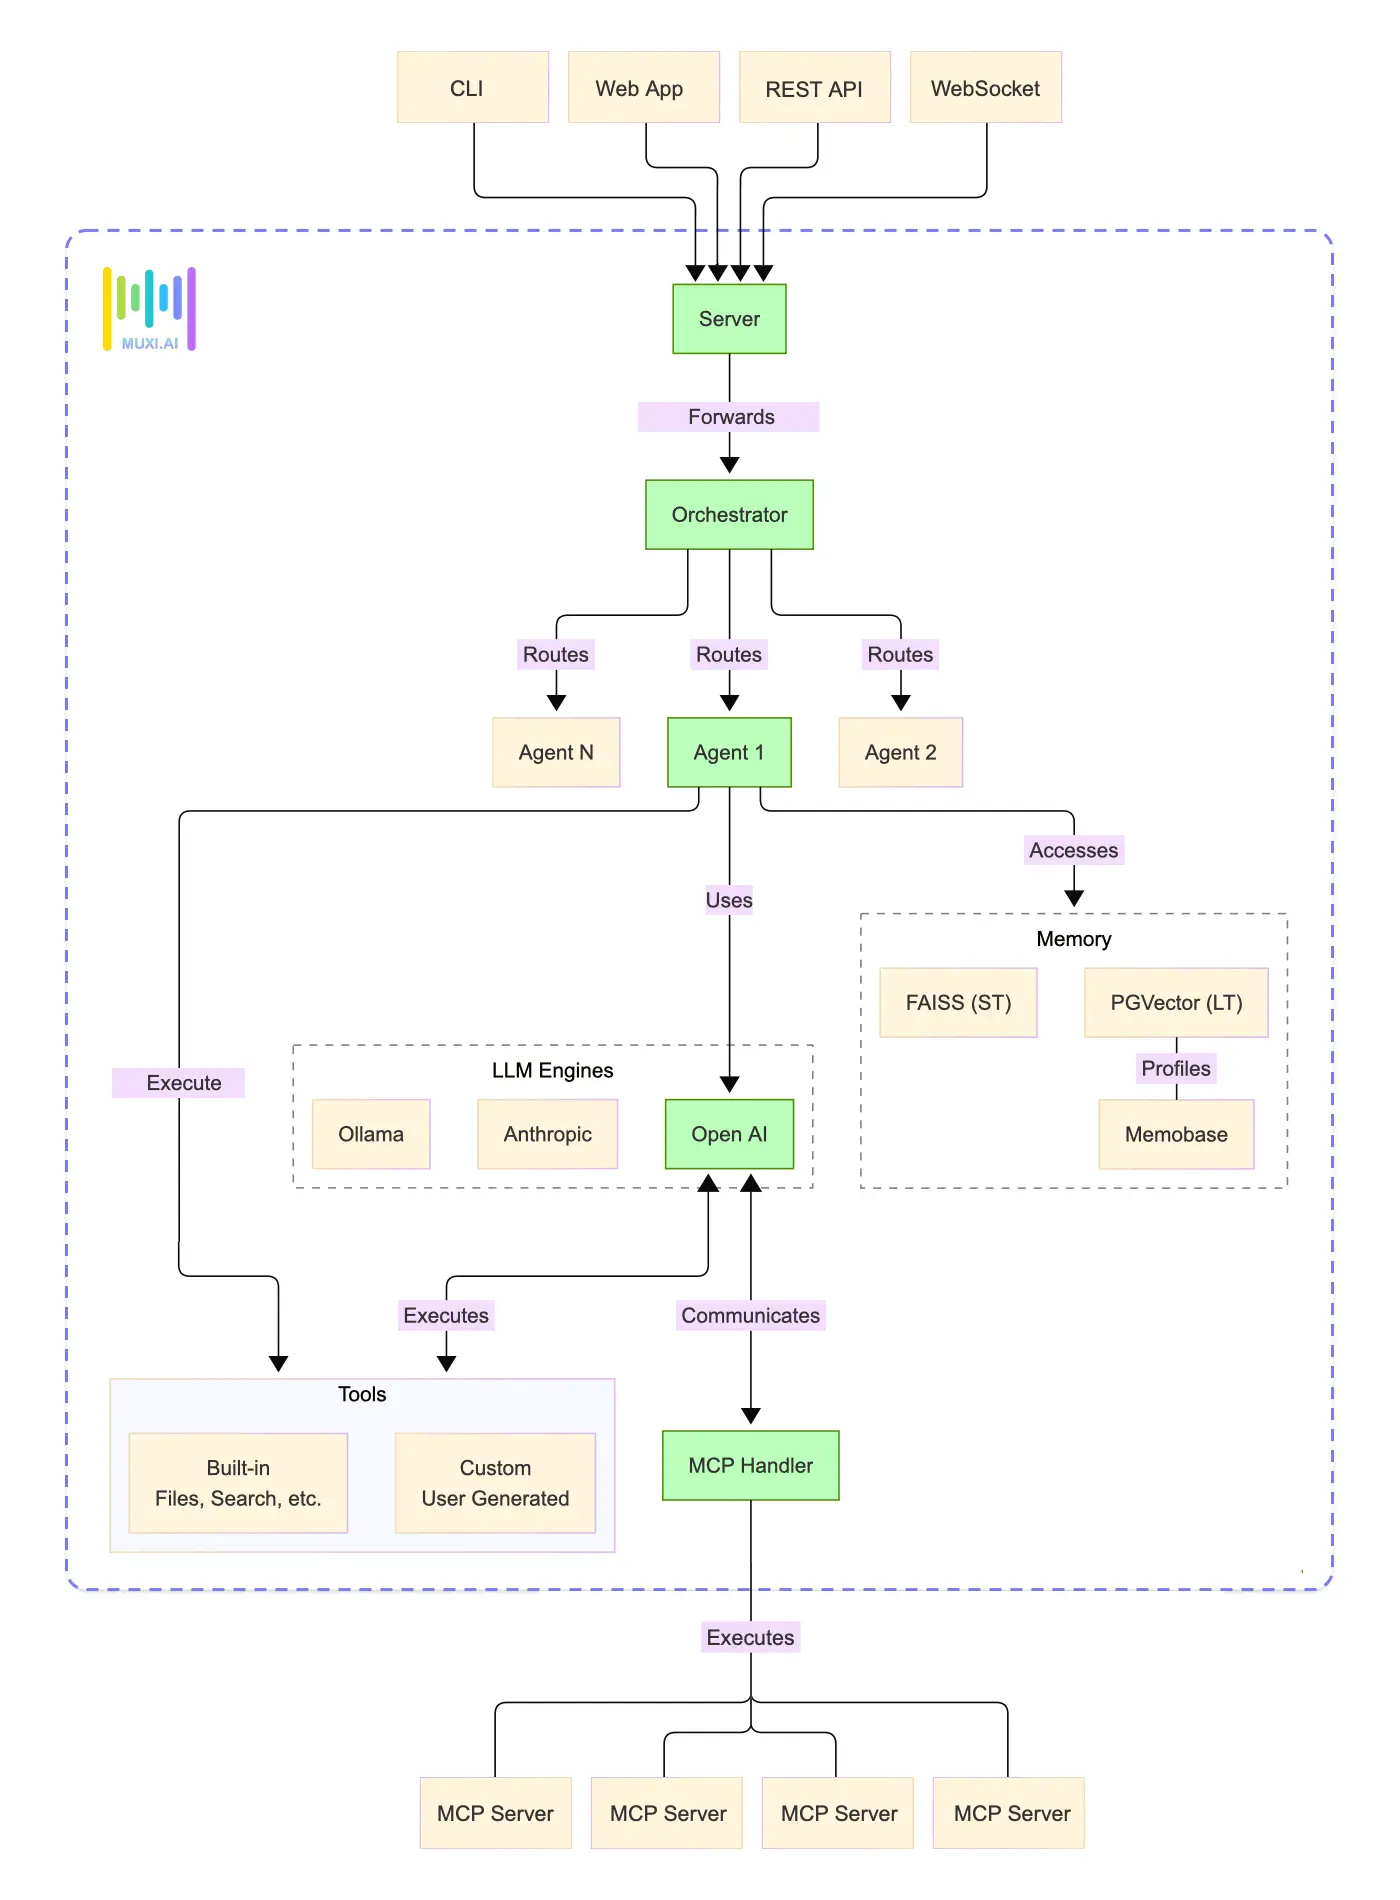 CLI
Web App
REST API
WebSocket
MUXI.AI
Server
Forwards
Orchestrator
Routes
Routes
Routes
Agent N
Agent 1
Agent 2
Accesses
Uses
Memory
FAISS (ST)
PGVector (LT)
Profiles
Memobase
LLM Engines
Ollama
Anthropic
Open AI
Execute
Executes
Communicates
Tools
Built-in
Files, Search, etc.
Custom
User Generated
MCP Handler
Executes
MCP Server
MCP Server
MCP Server
MCP Server